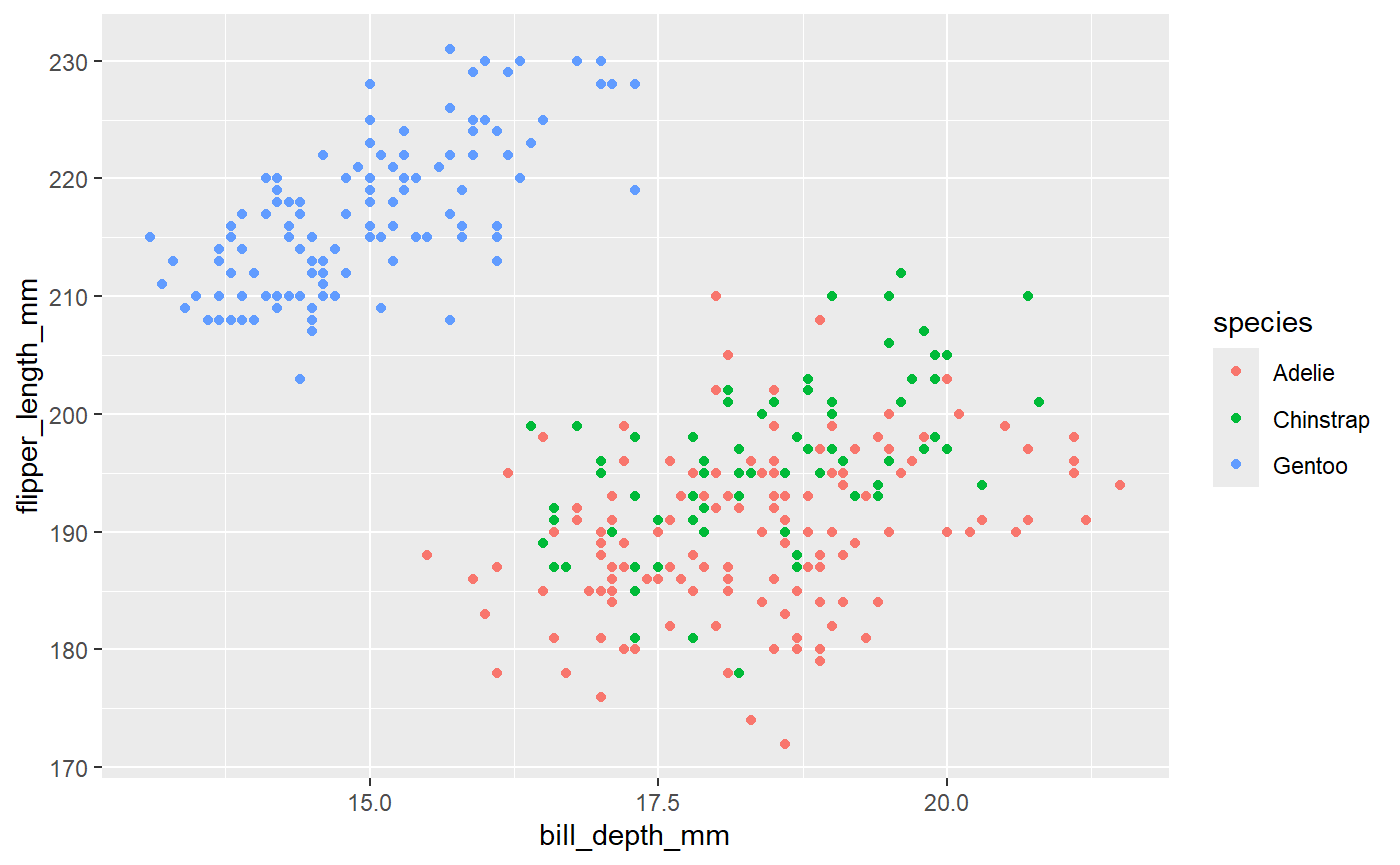 230
220
210
200
190
180
170
flipper_length_mm
15.0 17.5 20.0
bill_depth_mm
species
Adelie
Chinstrap
Gentoo